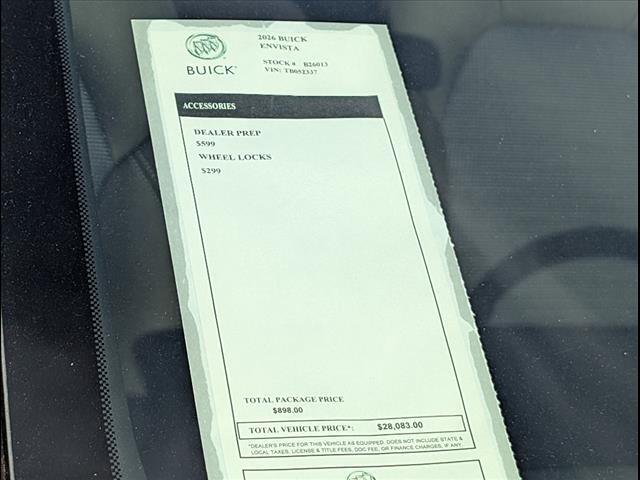 2026 BUICK
ENVISTA
BUICK
STOCK # B26013
VIN: TB052337
ACCESSORIES
DEALER PREP
$599
WHEEL LOCKS
$299
TOTAL PACKAGE PRICE
$898.00
TOTAL VEHICLE PRICE*: $28,083.00
*DEALER'S PRICE FOR THIS VEHICLE AS EQUIPPED. DOES NOT INCLUDE STATE &
LOCAL TAXES, LICENSE & TITLE FEES, DOC FEE, OR FINANCE CHARGES, IF ANY.